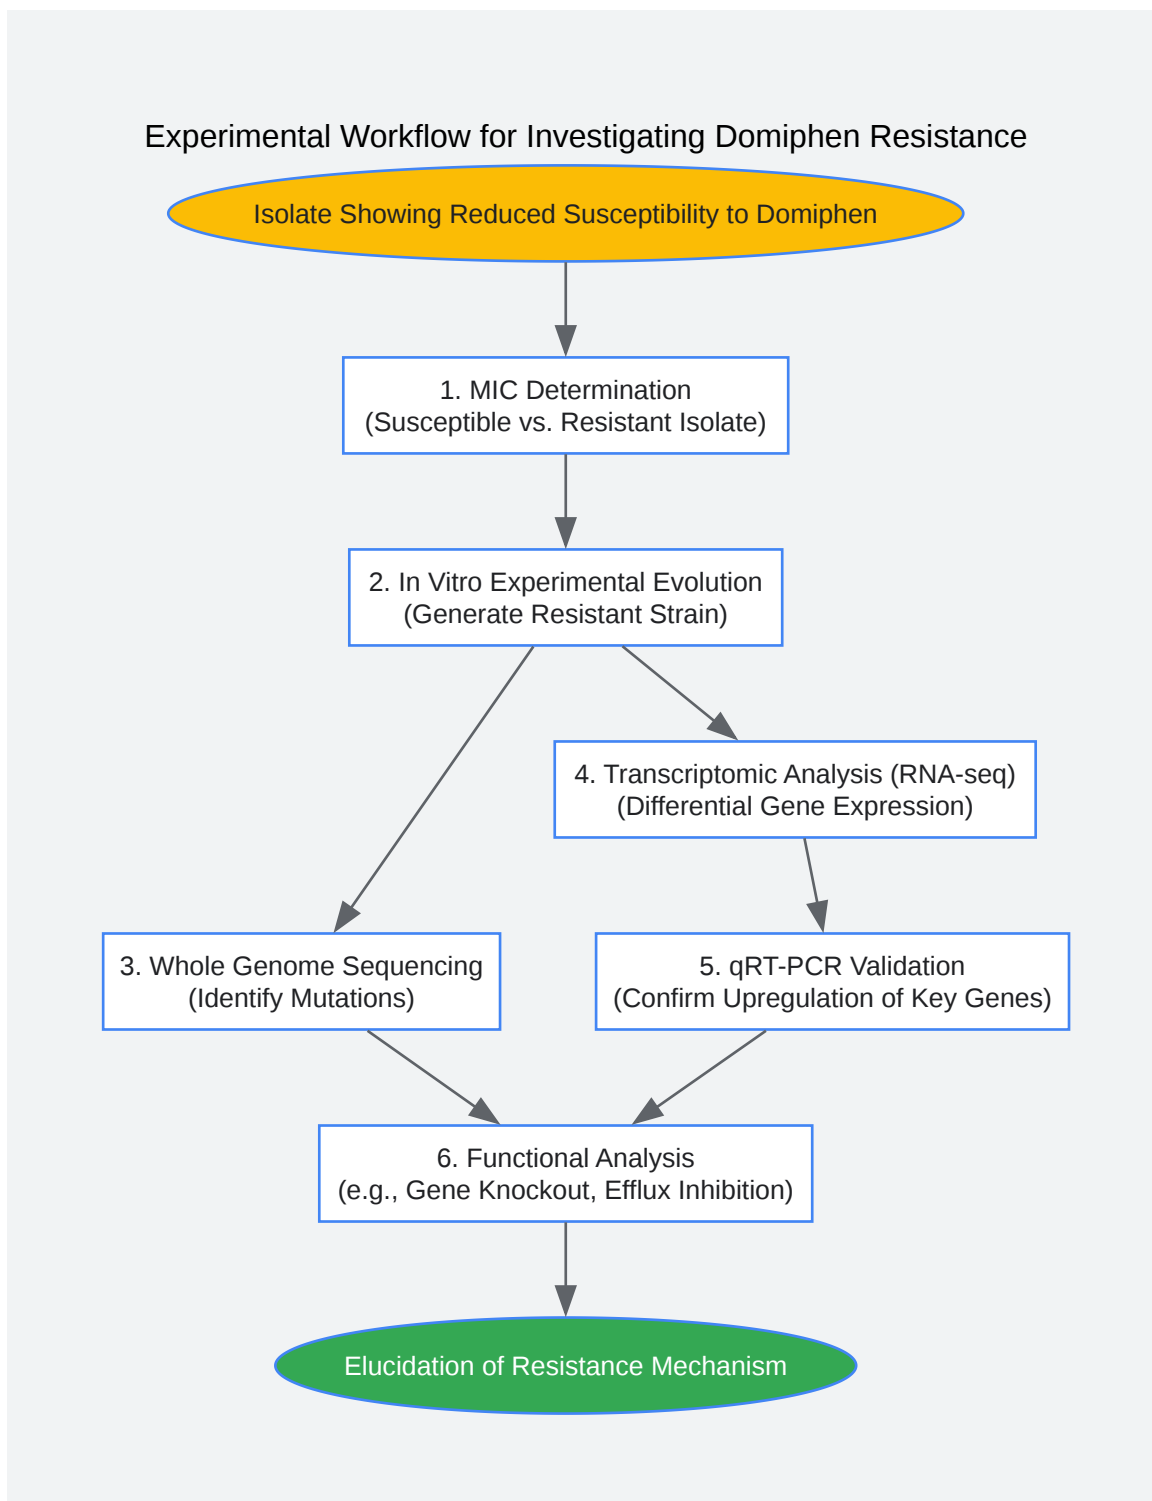 Experimental Workflow for Investigating Domiphen Resistance
Isolate Showing Reduced Susceptibility to Domiphen
1. MIC Determination
(Susceptible vs. Resistant Isolate)
2. In Vitro Experimental Evolution
(Generate Resistant Strain)
4. Transcriptomic Analysis (RNA-seq)
(Differential Gene Expression)
3. Whole Genome Sequencing
(Identify Mutations)
5. qRT-PCR Validation
(Confirm Upregulation of Key Genes)
6. Functional Analysis
(e.g., Gene Knockout, Efflux Inhibition)
Elucidation of Resistance Mechanism